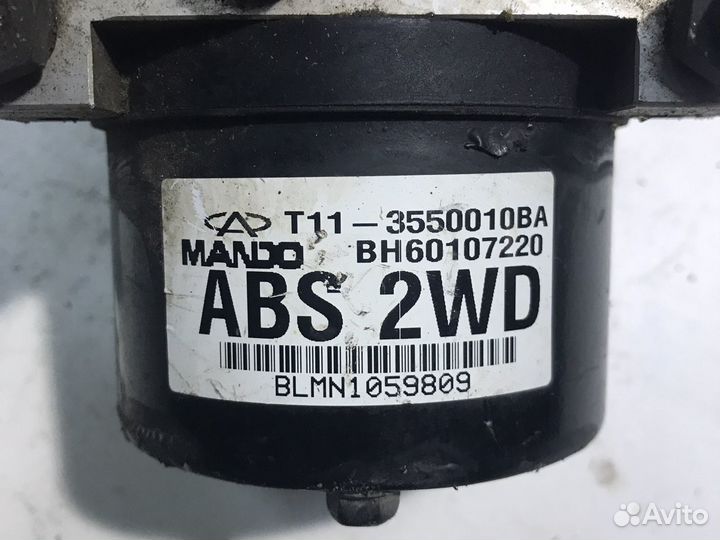 T11-3550010BA
MANDO BH60107220
ABS 2WD
BLMN1059809
Avito